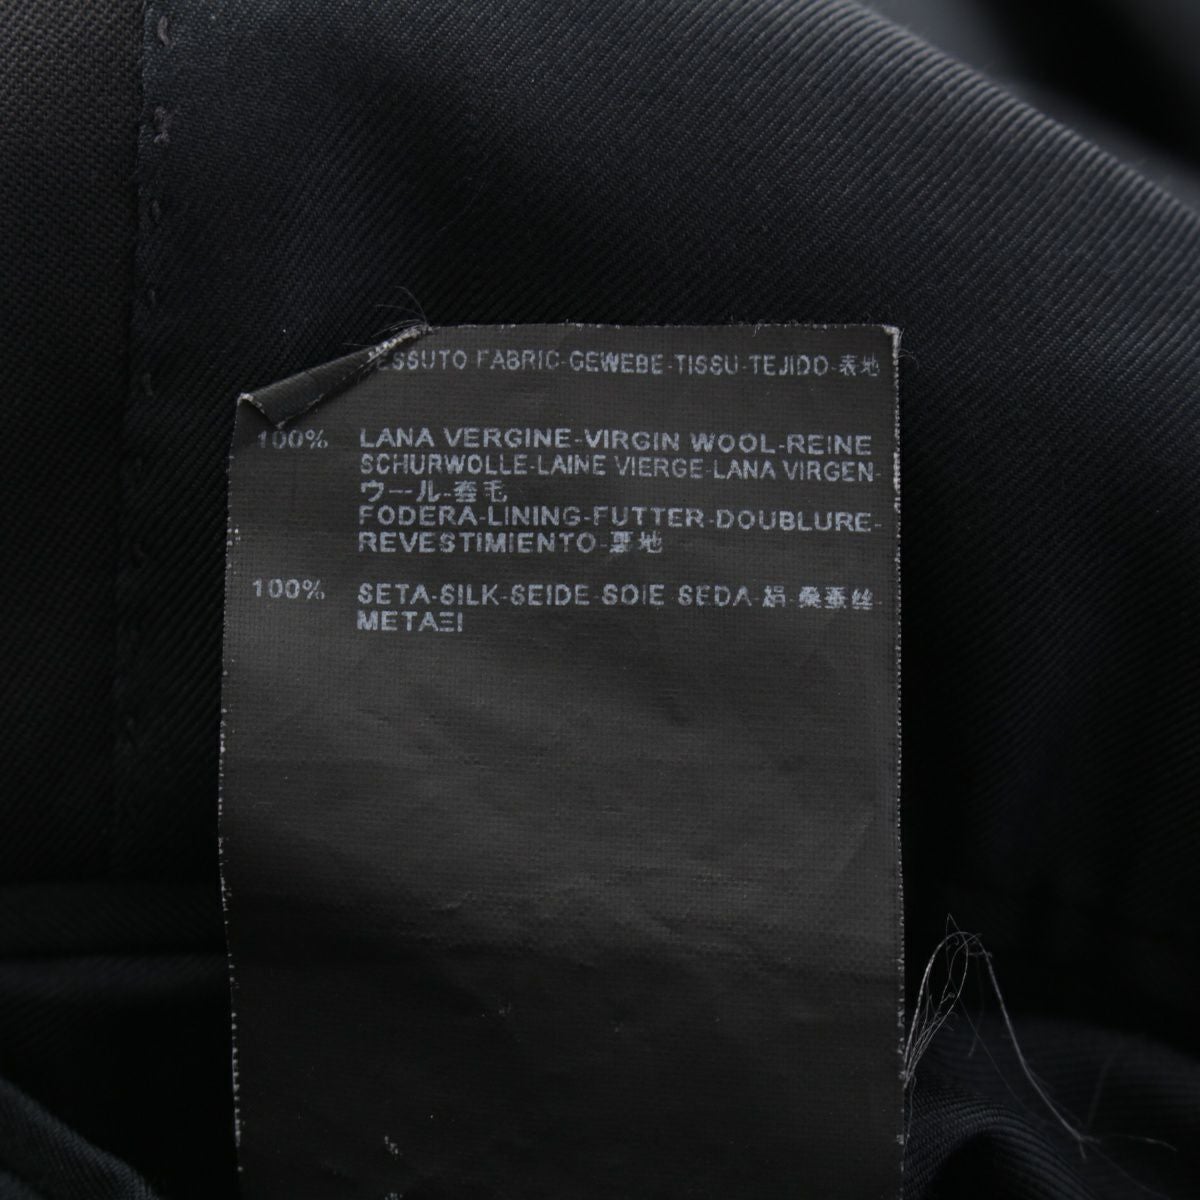 ESSUTO FABRIC-GEWEBE-TISSU-TEJIDO-表地
100% LANA VERGINE-VIRGIN WOOL-REINE
SCHURWOLLE-LAINE VIERGE-LANA VIRGEN-
ウール-套毛
FODERA-LINING-FUTTER-DOUBLURE-
REVESTIMIENTO-裏地
100% SETA-SILK-SEIDE-SOIE SEDA-絹-桑蚕丝-
ΜΕΤΑΞΙ